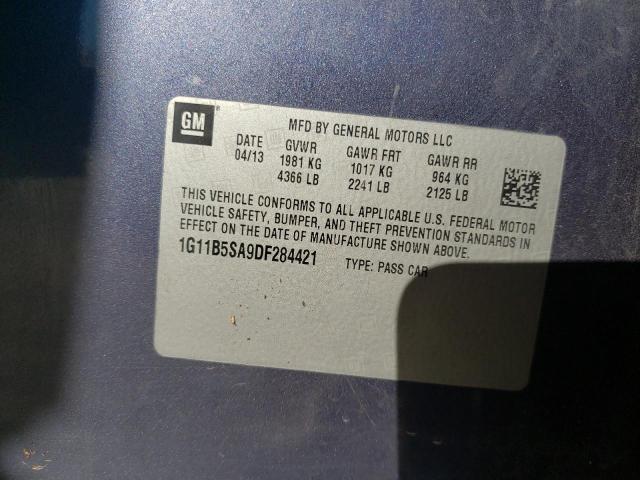 GM
MFD BY GENERAL MOTORS LLC
DATE GVWR GAWR FRT GAWR RR
04/13 1981 KG 1017 KG 964 KG
4366 LB 2241 LB 2125 LB
THIS VEHICLE CONFORMS TO ALL APPLICABLE U.S. FEDERAL MOTOR
VEHICLE SAFETY, BUMPER, AND THEFT PREVENTION STANDARDS IN
EFFECT ON THE DATE OF MANUFACTURE SHOWN ABOVE.
1G11B5SA9DF284421 TYPE: PASS CAR